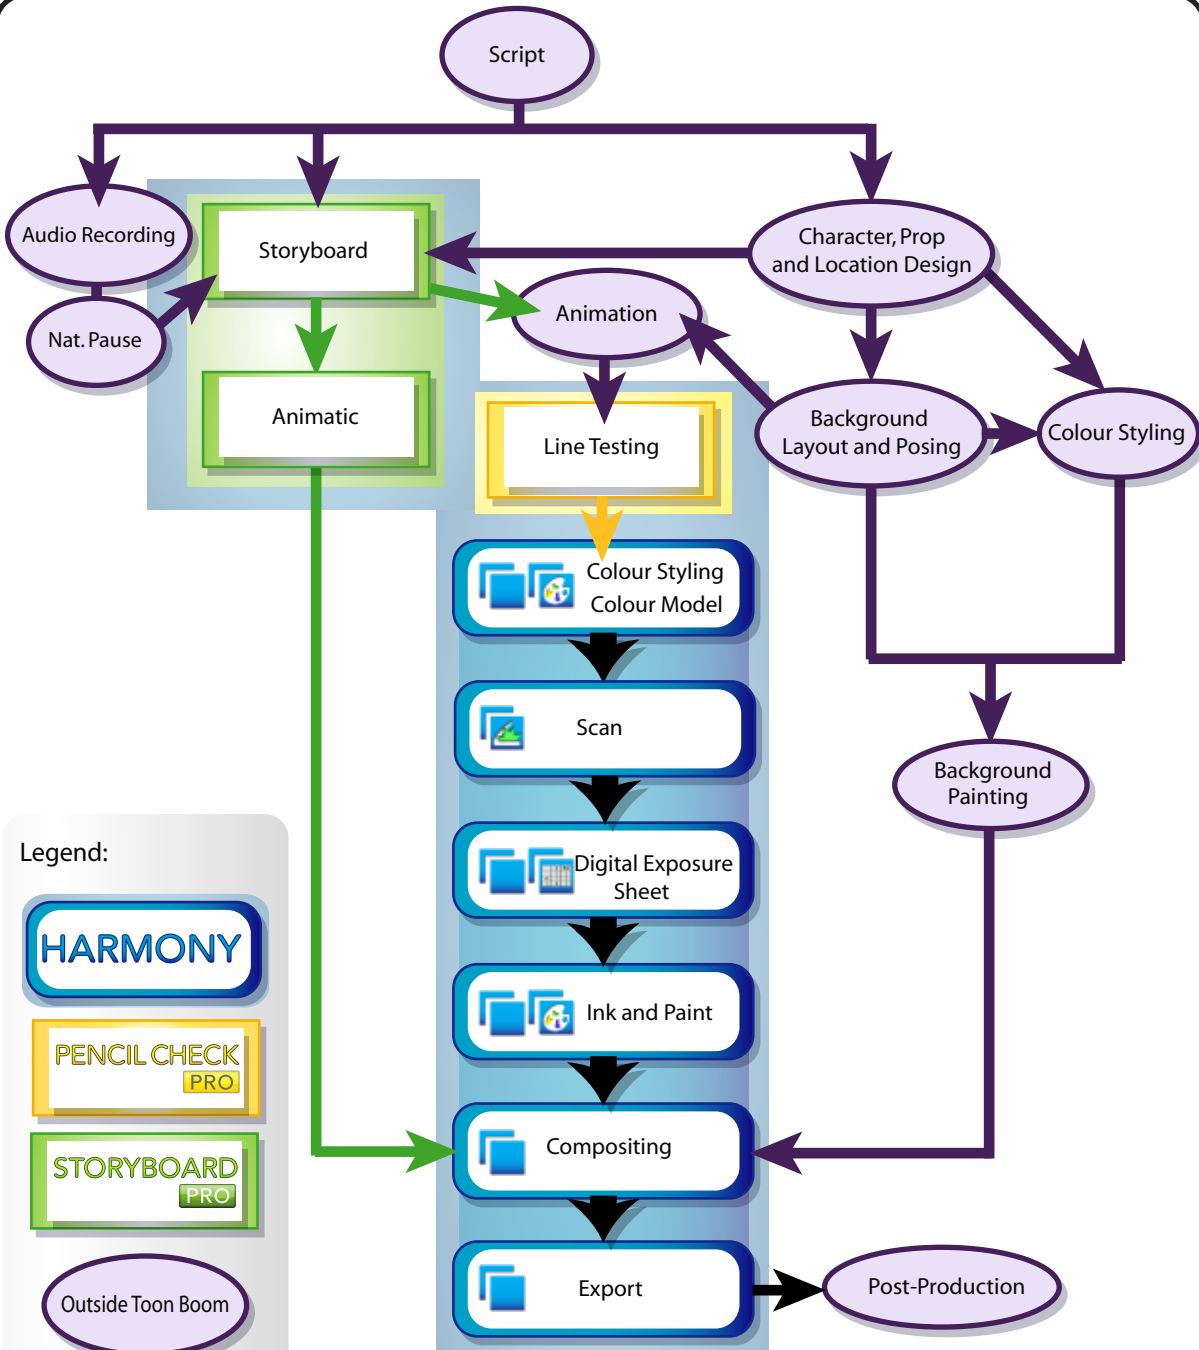 Script
Audio Recording
Storyboard
Character, Prop
and Location Design
Nat. Pause
Animation
Animatic
Line Testing
Background
Layout and Posing
Colour Styling
Colour Styling
Colour Model
Scan
Background
Painting
Digital Exposure
Sheet
Ink and Paint
Compositing
Export
Post-Production
Legend:
HARMONY
PENCIL CHECK
PRO
STORYBOARD
PRO
Outside Toon Boom